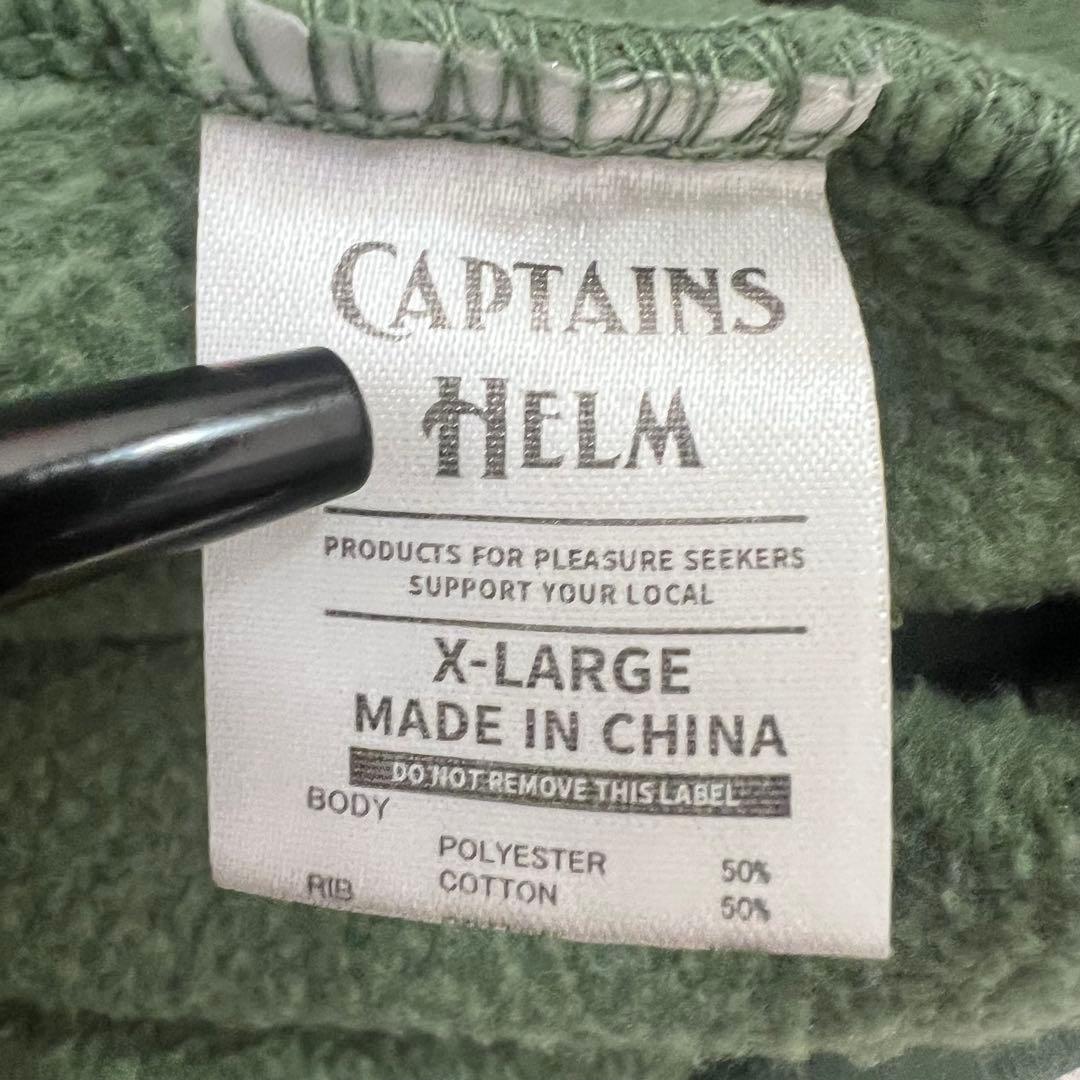 CAPTAINS
HELM
PRODUCTS FOR PLEASURE SEEKERS
SUPPORT YOUR LOCAL
X-LARGE
MADE IN CHINA
DO NOT REMOVE THIS LABEL
BODY
POLYESTER 50%
COTTON 50%
RIB